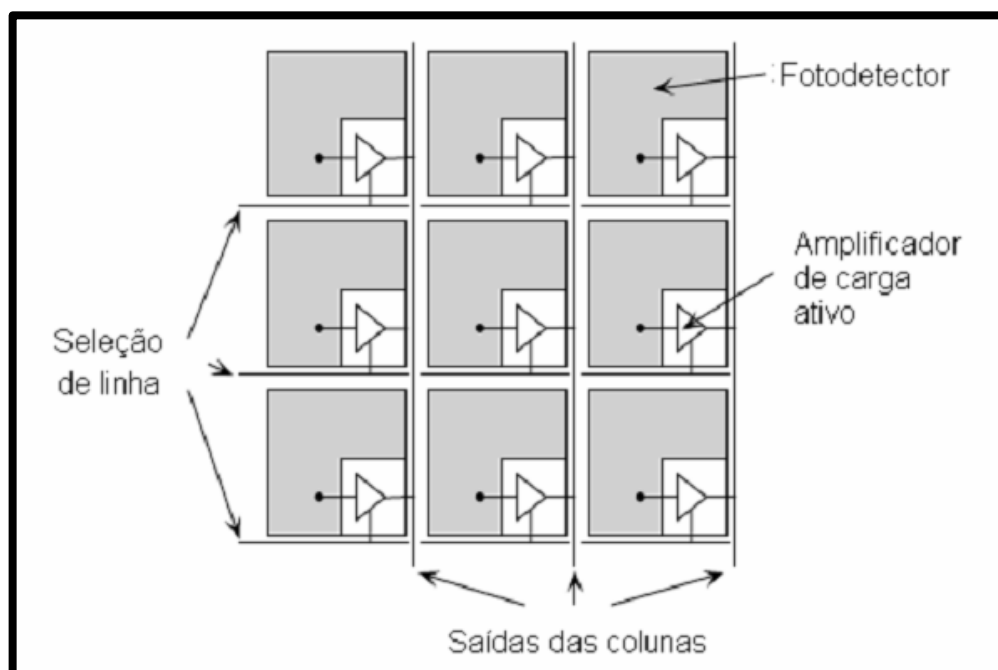 : Fotodetector
Amplificador
de carga
ativo
Seleção
de linha
Saídas das colunas